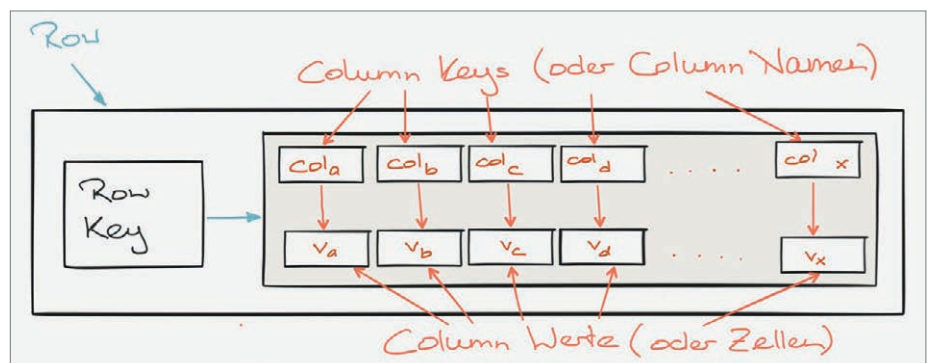 Row
Column Keys (oder Column Namen)
col a col b col c col d . . . . col x
Row
Key
v a v b v c v d . . . . v x
Column Werte (oder Zellen)